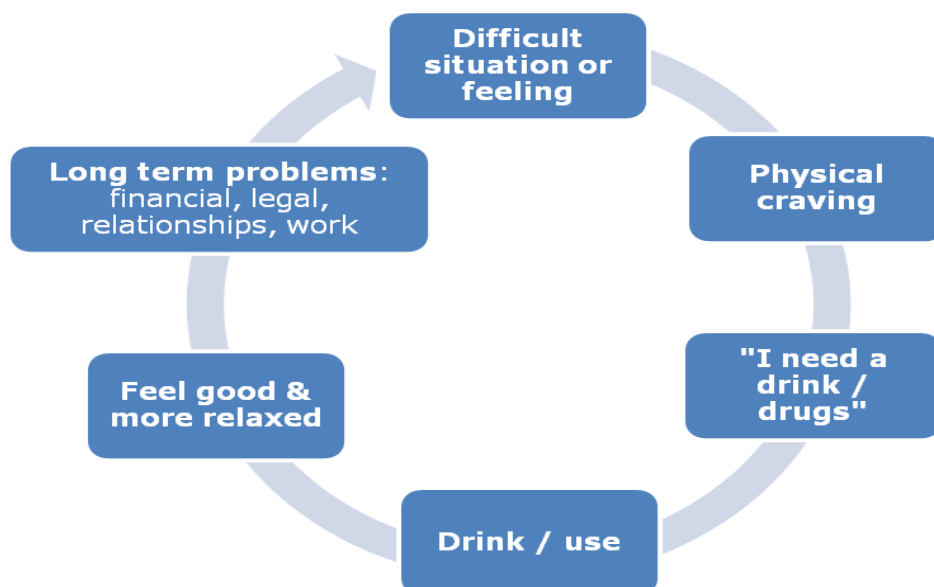 Difficult
situation or
feeling
Physical
craving
"I need a
drink /
drugs"
Drink / use
Feel good &
more relaxed
Long term problems:
financial, legal,
relationships, work